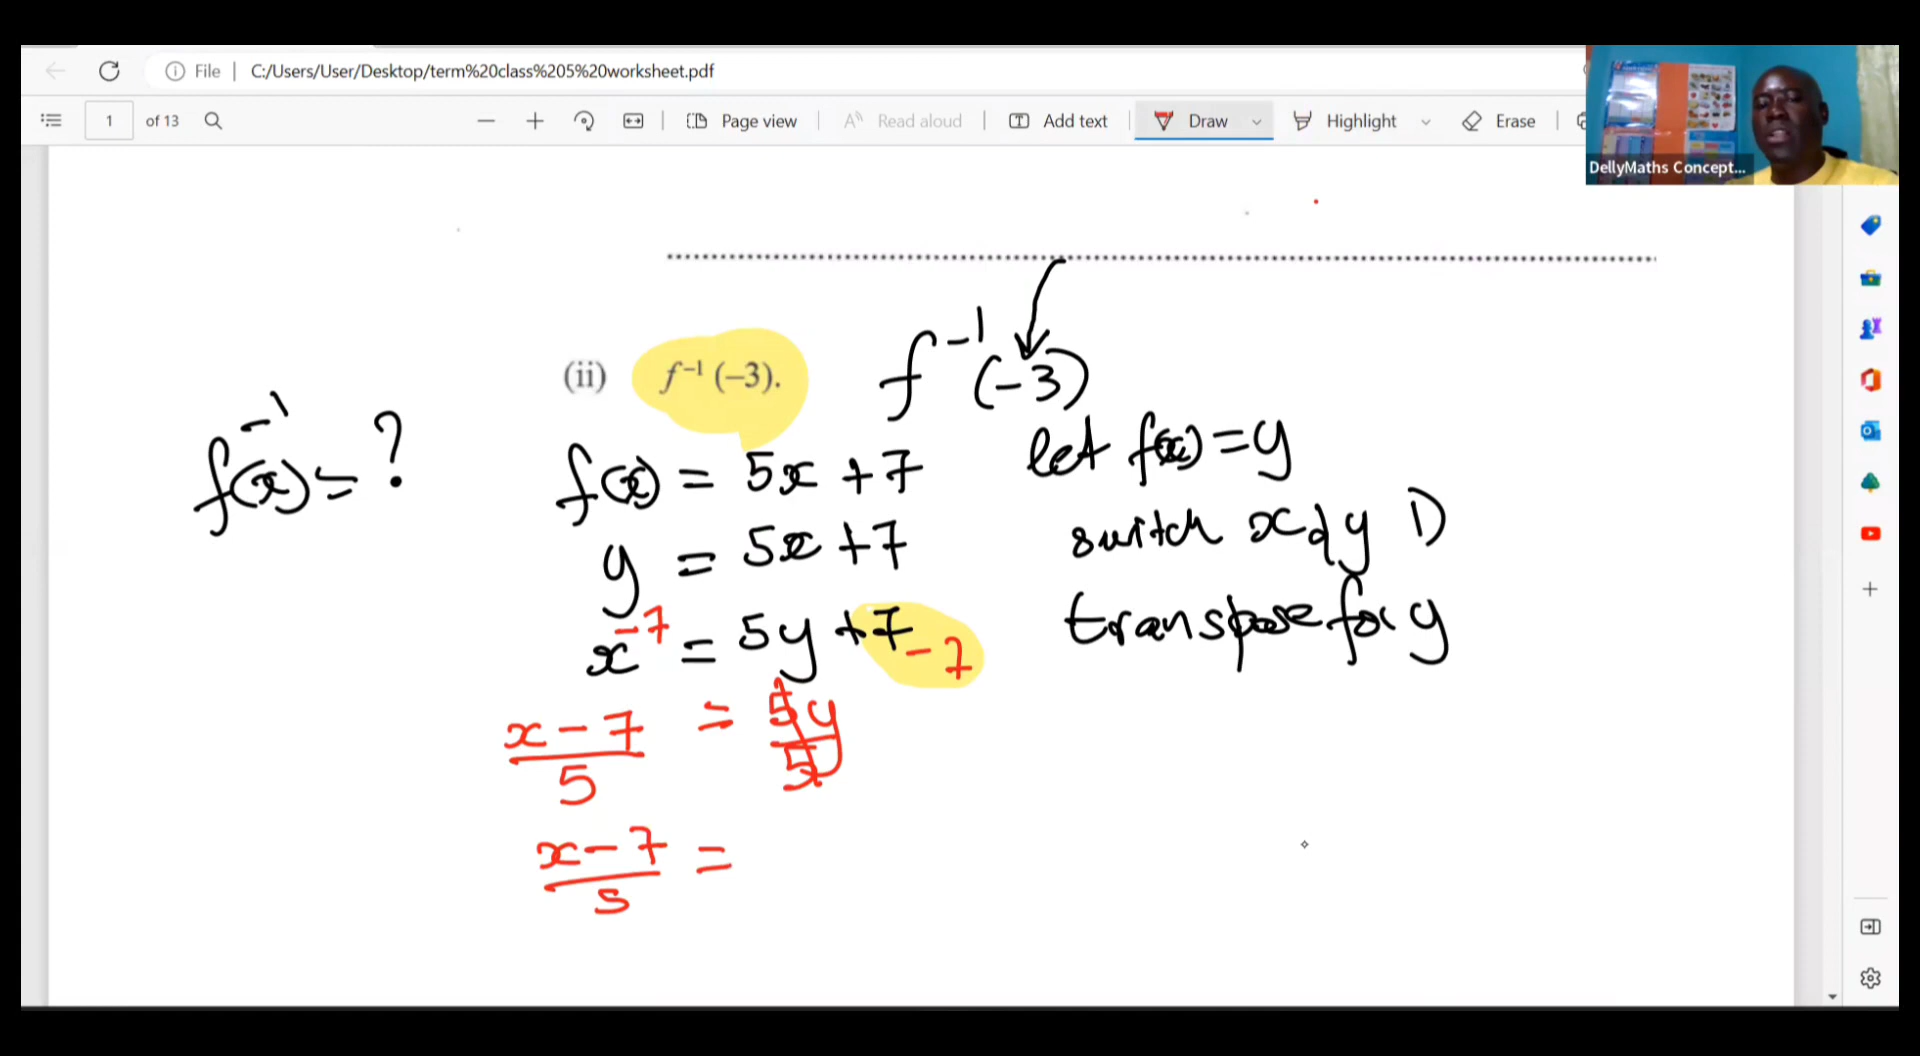 File | C:/Users/User/Desktop/term%20class%205%20worksheet.pdf
1 of 13 Page view Read aloud Add text Draw Highlight Erase
DellyMaths Concept...
(ii) f⁻¹ (−3). f⁻¹(−3)
f⁻¹(x) = ?
let f(x) = y
f(x) = 5x + 7
switch x & y 1)
y = 5x + 7
transpose for y
x − 7 = 5y + 7 − 7
x − 7 / 5 = 5y / 5
x − 7 / 5 =